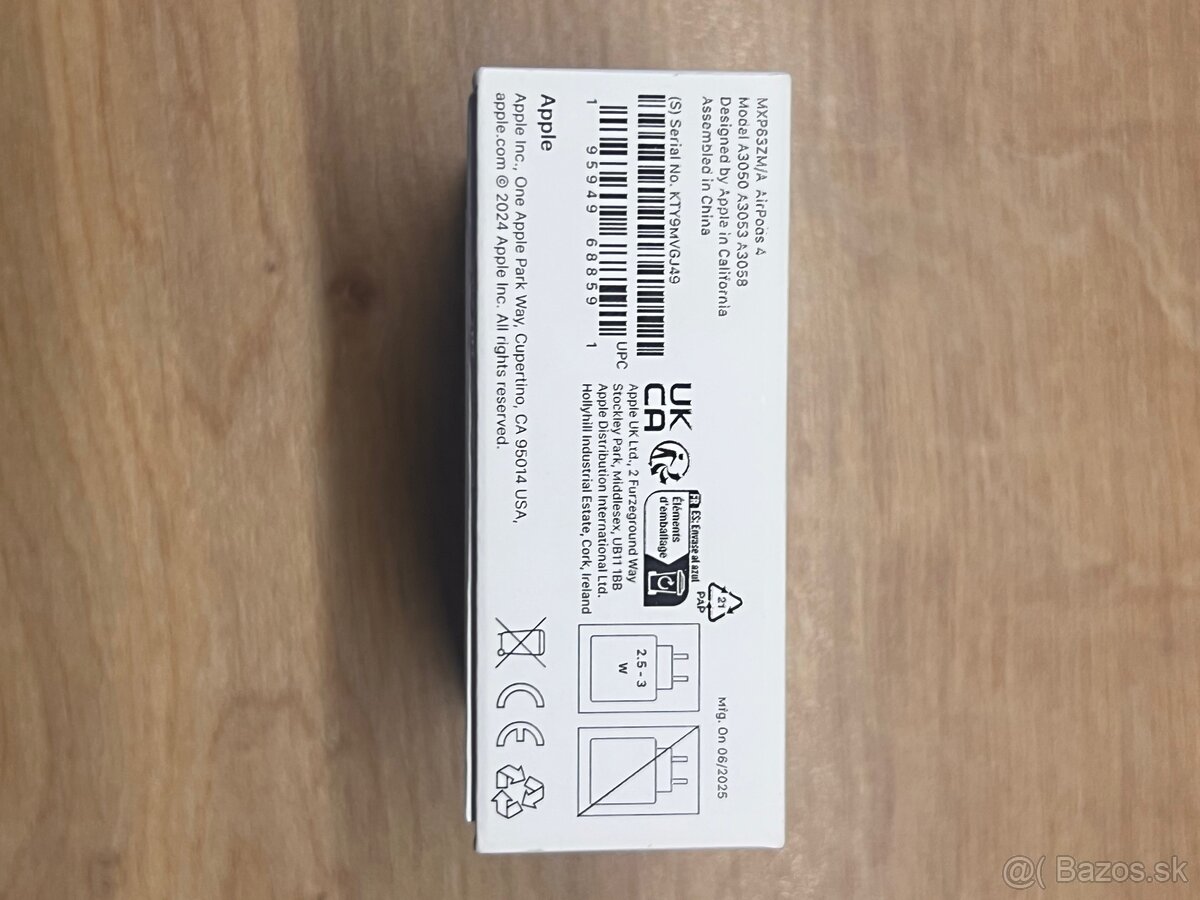 MXP63ZM/A AirPods 4
Model A3050 A3053 A3058
Designed by Apple in California
Assembled in China
(S) Serial No. KTY9MVGJ49
UPC
1 95949 68859 1
Apple
Apple Inc., One Apple Park Way, Cupertino, CA 95014 USA,
apple.com © 2024 Apple Inc. All rights reserved.
UK
CA
FR ES: Envase al azul
Éléments
d'emballage
21
PAP
Apple UK Ltd., 2 Furzeground Way
Stockley Park, Middlesex, UB11 1BB
Apple Distribution International Ltd.
Hollyhill Industrial Estate, Cork, Ireland
Mfg. On 06/2025
2.5 - 3
W
CE
@( Bazos.sk